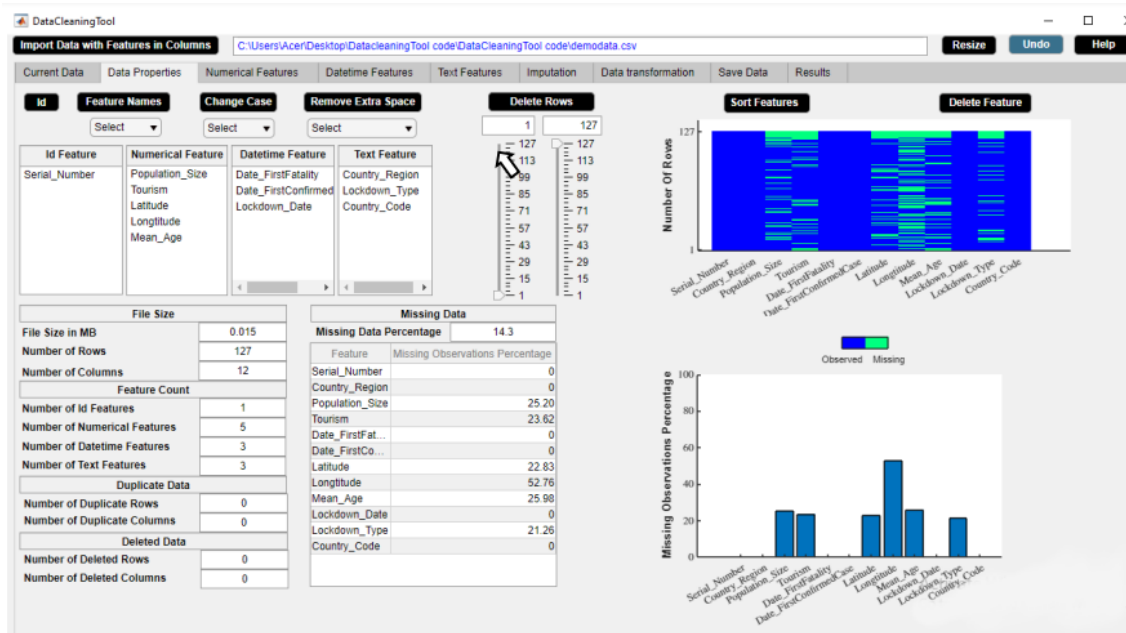 DataCleaningTool
Import Data with Features in Columns
C:\Users\Acer\Desktop\DatacleaningTool code\DataCleaningTool code\demodata.csv
Resize Undo Help
Current Data Data Properties Numerical Features Datetime Features Text Features Imputation Data transformation Save Data Results
Id Feature Names Change Case Remove Extra Space Delete Rows Sort Features Delete Feature
Select Select Select 1 127
Id Feature Numerical Feature Datetime Feature Text Feature
Serial_Number Population_Size Date_FirstFatality Country_Region
Tourism Date_FirstConfirmed Lockdown_Type
Latitude Lockdown_Date Country_Code
Longtitude
Mean_Age
127 127
113 113
99 99
85 85
71 71
57 57
43 43
29 29
15 15
1 1
Number Of Rows
127
1
Serial_Number Country_Region Population_Size Tourism Date_FirstFatality Date_FirstConfirmedCase Latitude Longtitude Mean_Age Lockdown_Date Lockdown_Type Country_Code
File Size
File Size in MB 0.015
Number of Rows 127
Number of Columns 12
Feature Count
Number of Id Features 1
Number of Numerical Features 5
Number of Datetime Features 3
Number of Text Features 3
Duplicate Data
Number of Duplicate Rows 0
Number of Duplicate Columns 0
Deleted Data
Number of Deleted Rows 0
Number of Deleted Columns 0
Missing Data
Missing Data Percentage 14.3
Feature Missing Observations Percentage
Serial_Number 0
Country_Region 0
Population_Size 25.20
Tourism 23.62
Date_FirstFat... 0
Date_FirstCo... 0
Latitude 22.83
Longtitude 52.76
Mean_Age 25.98
Lockdown_Date 0
Lockdown_Type 21.26
Country_Code 0
Observed Missing
Missing Observations Percentage
100
80
60
40
20
0
Serial_Number Country_Region Population_Size Tourism Date_FirstFatality Date_FirstConfirmedCase Latitude Longtitude Mean_Age Lockdown_Date Lockdown_Type Country_Code